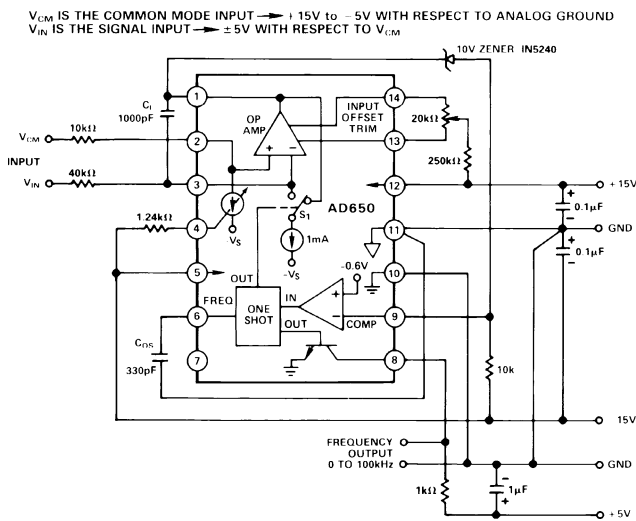 VCM IS THE COMMON MODE INPUT → + 15V to − 5V WITH RESPECT TO ANALOG GROUND
VIN IS THE SIGNAL INPUT → ±5V WITH RESPECT TO VCM
10V ZENER IN5240
1
14
CI
1000pF
OP
AMP
INPUT
OFFSET
TRIM
20kΩ
VCM
10kΩ
2
13
INPUT
250kΩ
VIN
40kΩ
3
12
+ 15V
AD650
S1
0.1μF
1.24kΩ
4
VS
1mA
11
GND
-VS
-0.6V
0.1μF
5
OUT
10
FREQ
IN
6
ONE
SHOT
COMP
9
OUT
COS
330pF
7
8
10k
15V
FREQUENCY
OUTPUT
0 TO 100kHz
GND
1kΩ
1μF
+ 5V